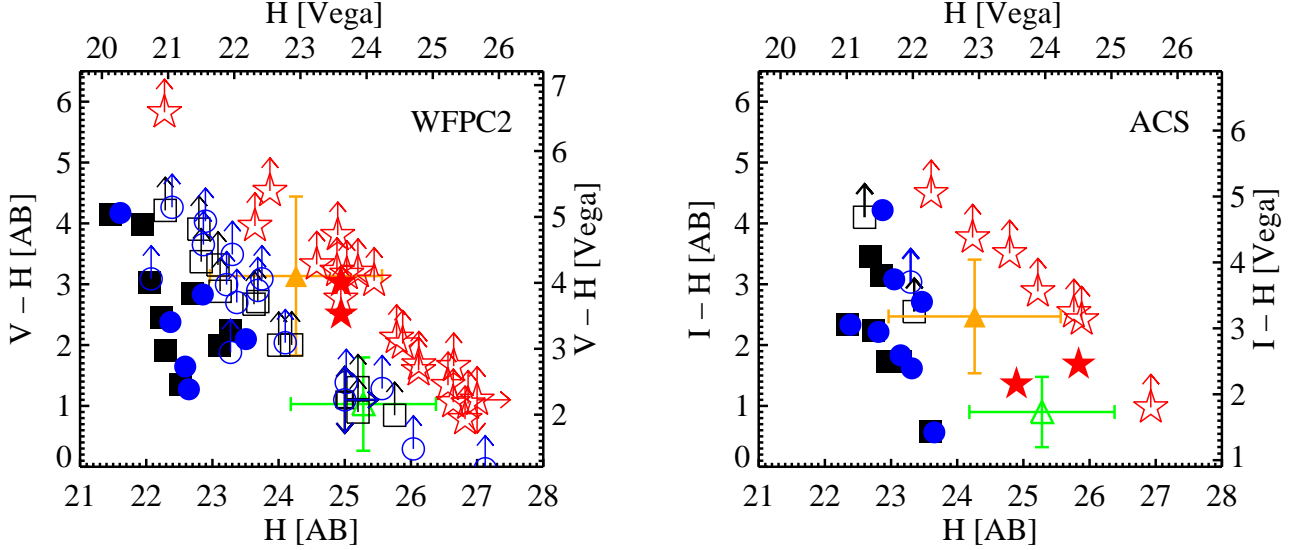 H [Vega]
20 21 22 23 24 25 26
WFPC2
V – H [AB]
6
5
4
3
2
1
0
7
6
5
4
3
2
V – H [Vega]
21 22 23 24 25 26 27 28
H [AB]
H [Vega]
21 22 23 24 25 26
ACS
I – H [AB]
6
5
4
3
2
1
0
6
5
4
3
2
1
I – H [Vega]
21 22 23 24 25 26 27 28
H [AB]